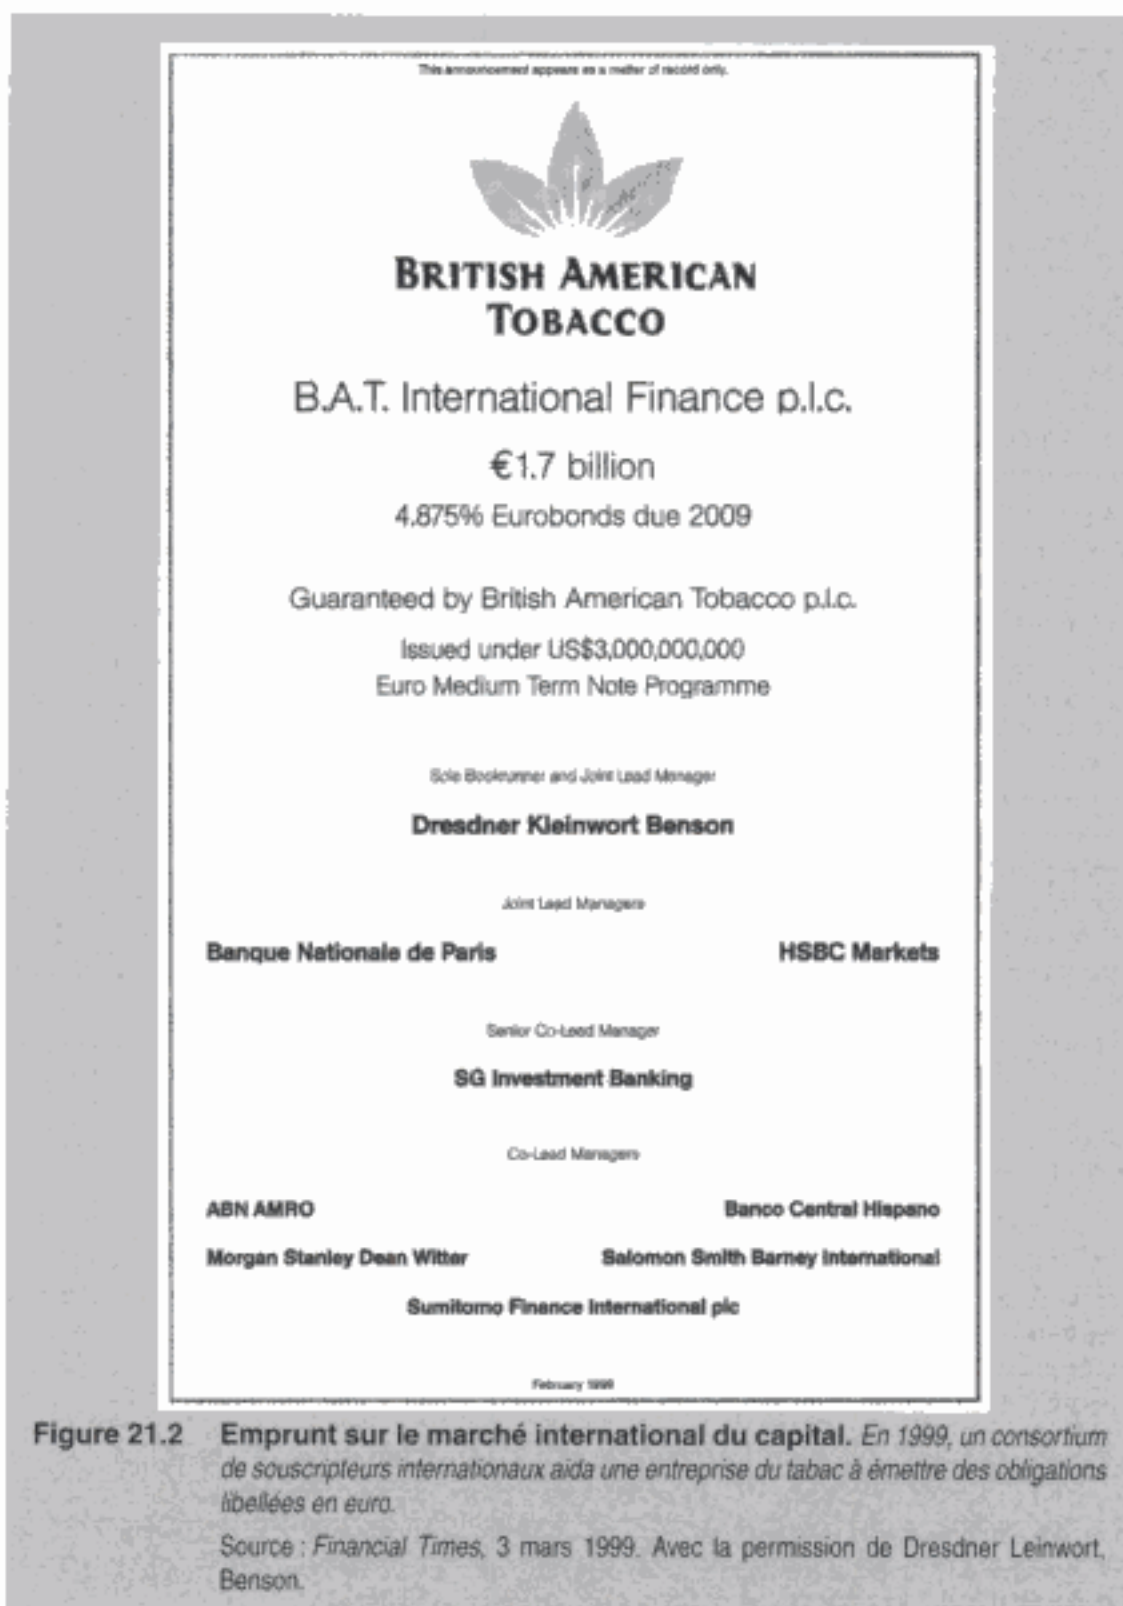 This announcement appears as a matter of record only.
BRITISH AMERICAN
TOBACCO
B.A.T. International Finance p.l.c.
€1.7 billion
4.875% Eurobonds due 2009
Guaranteed by British American Tobacco p.l.c.
Issued under US$3,000,000,000
Euro Medium Term Note Programme
Sole Bookrunner and Joint Lead Manager
Dresdner Kleinwort Benson
Joint Lead Managers
Banque Nationale de Paris HSBC Markets
Senior Co-Lead Manager
SG Investment Banking
Co-Lead Managers
ABN AMRO Banco Central Hispano
Morgan Stanley Dean Witter Salomon Smith Barney International
Sumitomo Finance International plc
February 1999
Figure 21.2 Emprunt sur le marché international du capital. En 1999, un consortium
de souscripteurs internationaux aida une entreprise du tabac à émettre des obligations
libellées en euro.
Source : Financial Times, 3 mars 1999. Avec la permission de Dresdner Leinwort,
Benson.